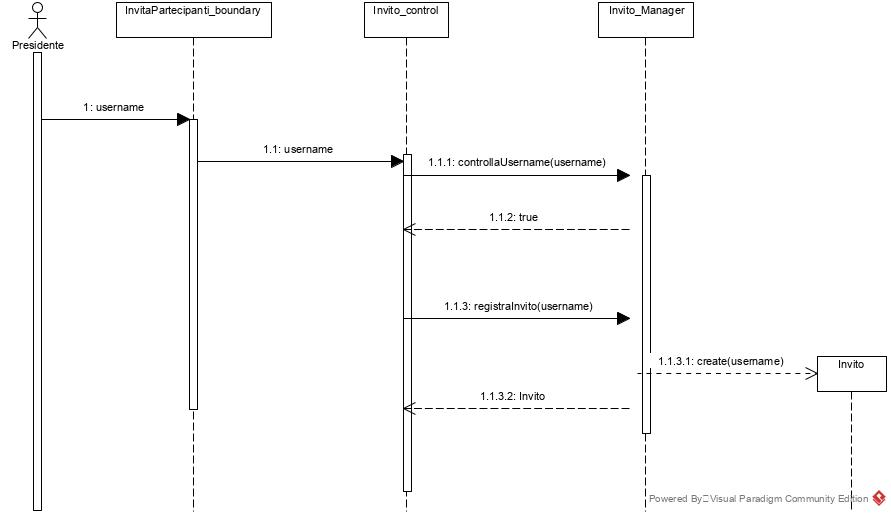 InvitaPartecipanti_boundary
Invito_control
Invito_Manager
Presidente
1: username
1.1: username
1.1.1: controllaUsername(username)
1.1.2: true
1.1.3: registraInvito(username)
1.1.3.1: create(username)
Invito
1.1.3.2: Invito
Powered By Visual Paradigm Community Edition